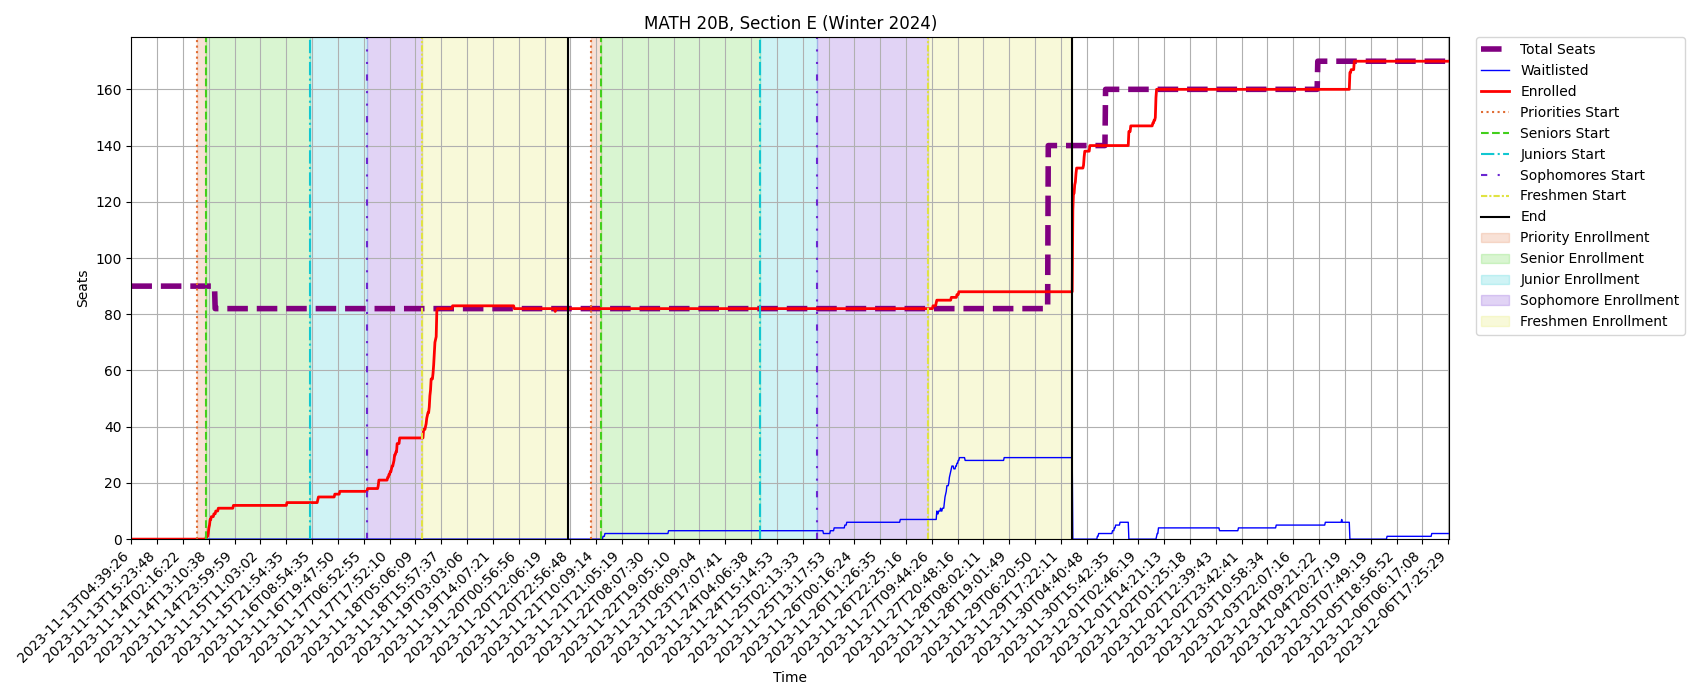 MATH 20B, Section E (Winter 2024)
Seats
160
140
120
100
80
60
40
20
0
2023-11-13T04:39:26
2023-11-13T15:23:48
2023-11-14T02:16:22
2023-11-14T13:10:38
2023-11-14T23:59:59
2023-11-15T11:03:02
2023-11-15T21:54:35
2023-11-16T08:54:35
2023-11-16T19:47:50
2023-11-17T06:52:55
2023-11-17T17:52:10
2023-11-18T05:06:09
2023-11-18T15:57:37
2023-11-19T03:03:06
2023-11-19T14:07:21
2023-11-20T00:56:56
2023-11-20T12:06:19
2023-11-20T22:56:48
2023-11-21T10:09:14
2023-11-21T21:05:19
2023-11-22T08:07:30
2023-11-22T19:05:10
2023-11-23T06:09:04
2023-11-23T17:07:41
2023-11-24T04:06:38
2023-11-24T15:14:53
2023-11-25T02:13:33
2023-11-25T13:17:53
2023-11-26T00:16:24
2023-11-26T11:26:35
2023-11-26T22:25:16
2023-11-27T09:44:26
2023-11-27T20:48:16
2023-11-28T08:02:11
2023-11-28T19:01:49
2023-11-29T06:20:50
2023-11-29T17:22:11
2023-11-30T04:40:48
2023-11-30T15:42:35
2023-12-01T02:46:19
2023-12-01T14:21:13
2023-12-02T01:25:18
2023-12-02T12:39:43
2023-12-02T23:42:41
2023-12-03T10:58:34
2023-12-03T22:07:16
2023-12-04T09:21:22
2023-12-04T20:27:19
2023-12-05T07:49:19
2023-12-05T18:56:52
2023-12-06T06:17:08
2023-12-06T17:25:29
Time
Total Seats
Waitlisted
Enrolled
Priorities Start
Seniors Start
Juniors Start
Sophomores Start
Freshmen Start
End
Priority Enrollment
Senior Enrollment
Junior Enrollment
Sophomore Enrollment
Freshmen Enrollment